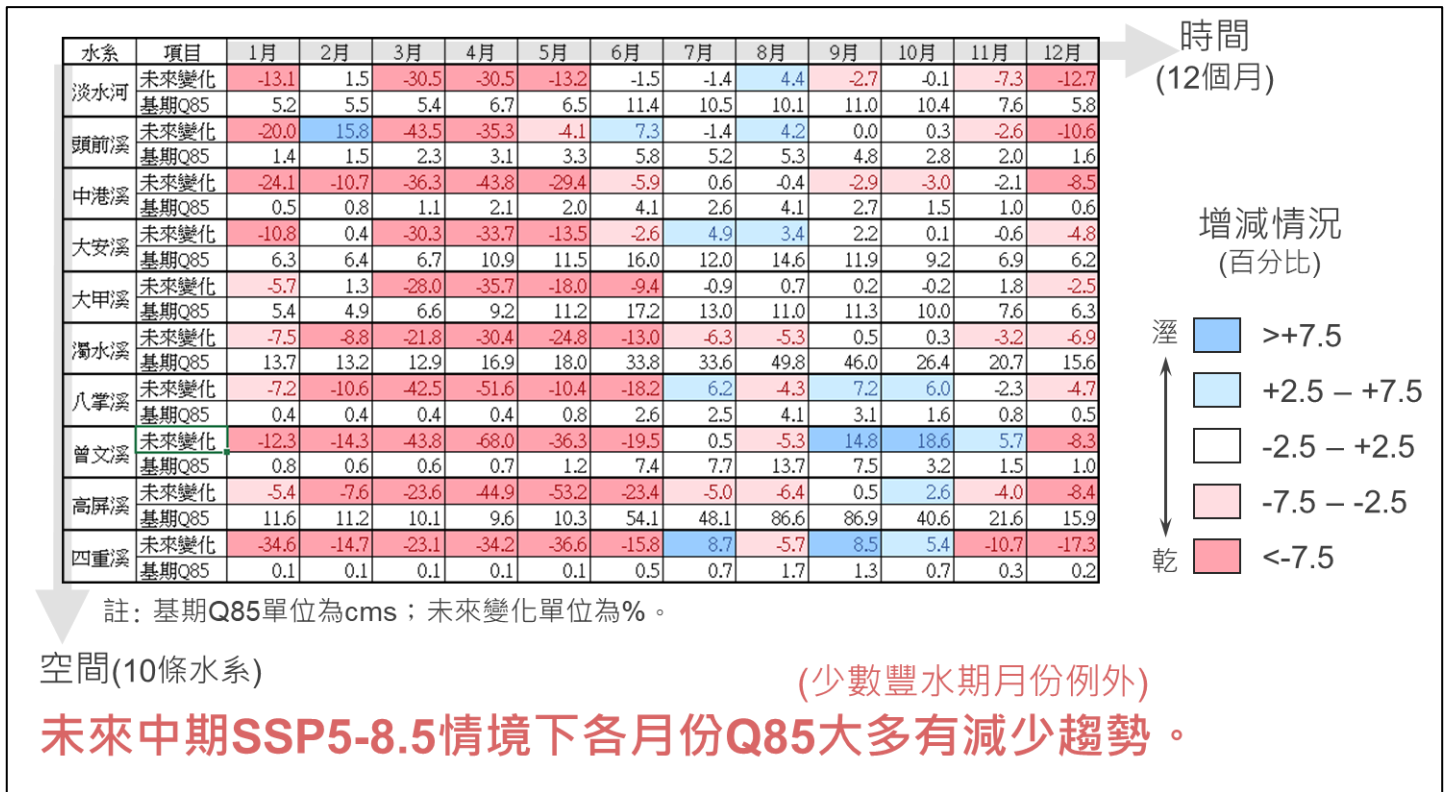 時間
(12個月)
水系 項目 1月 2月 3月 4月 5月 6月 7月 8月 9月 10月 11月 12月
淡水河 未來變化 -13.1 1.5 -30.5 -30.5 -13.2 -1.5 -1.4 4.4 -2.7 -0.1 -7.3 -12.7
基期Q85 5.2 5.5 5.4 6.7 6.5 11.4 10.5 10.1 11.0 10.4 7.6 5.8
頭前溪 未來變化 -20.0 15.8 -43.5 -35.3 -4.1 7.3 -1.4 4.2 0.0 0.3 -2.6 -10.6
基期Q85 1.4 1.5 2.3 3.1 3.3 5.8 5.2 5.3 4.8 2.8 2.0 1.6
中港溪 未來變化 -24.1 -10.7 -36.3 -43.8 -29.4 -5.9 0.6 -0.4 -2.9 -3.0 -2.1 -8.5
基期Q85 0.5 0.8 1.1 2.1 2.0 4.1 2.6 4.1 2.7 1.5 1.0 0.6
大安溪 未來變化 -10.8 0.4 -30.3 -33.7 -13.5 -2.6 4.9 3.4 2.2 0.1 -0.6 -4.8
基期Q85 6.3 6.4 6.7 10.9 11.5 16.0 12.0 14.6 11.9 9.2 6.9 6.2
大甲溪 未來變化 -5.7 1.3 -28.0 -35.7 -18.0 -9.4 -0.9 0.7 0.2 -0.2 1.8 -2.5
基期Q85 5.4 4.9 6.6 9.2 11.2 17.2 13.0 11.0 11.3 10.0 7.6 6.3
濁水溪 未來變化 -7.5 -8.8 -21.8 -30.4 -24.8 -13.0 -6.3 -5.3 0.5 0.3 -3.2 -6.9
基期Q85 13.7 13.2 12.9 16.9 18.0 33.8 33.6 49.8 46.0 26.4 20.7 15.6
八掌溪 未來變化 -7.2 -10.6 -42.5 -51.6 -10.4 -18.2 6.2 -4.3 7.2 6.0 -2.3 -4.7
基期Q85 0.4 0.4 0.4 0.4 0.8 2.6 2.5 4.1 3.1 1.6 0.8 0.5
曾文溪 未來變化 -12.3 -14.3 -43.8 -68.0 -36.3 -19.5 0.5 -5.3 14.8 18.6 5.7 -8.3
基期Q85 0.8 0.6 0.6 0.7 1.2 7.4 7.7 13.7 7.5 3.2 1.5 1.0
高屏溪 未來變化 -5.4 -7.6 -23.6 -44.9 -53.2 -23.4 -5.0 -6.4 0.5 2.6 -4.0 -8.4
基期Q85 11.6 11.2 10.1 9.6 10.3 54.1 48.1 86.6 86.9 40.6 21.6 15.9
四重溪 未來變化 -34.6 -14.7 -23.1 -34.2 -36.6 -15.8 8.7 -5.7 8.5 5.4 -10.7 -17.3
基期Q85 0.1 0.1 0.1 0.1 0.1 0.5 0.7 1.7 1.3 0.7 0.3 0.2
增減情況
(百分比)
溼 >+7.5
+2.5 – +7.5
-2.5 – +2.5
-7.5 – -2.5
乾 <-7.5
註: 基期Q85單位為cms；未來變化單位為%。
空間(10條水系)
(少數豐水期月份例外)
未來中期SSP5-8.5情境下各月份Q85大多有減少趨勢。